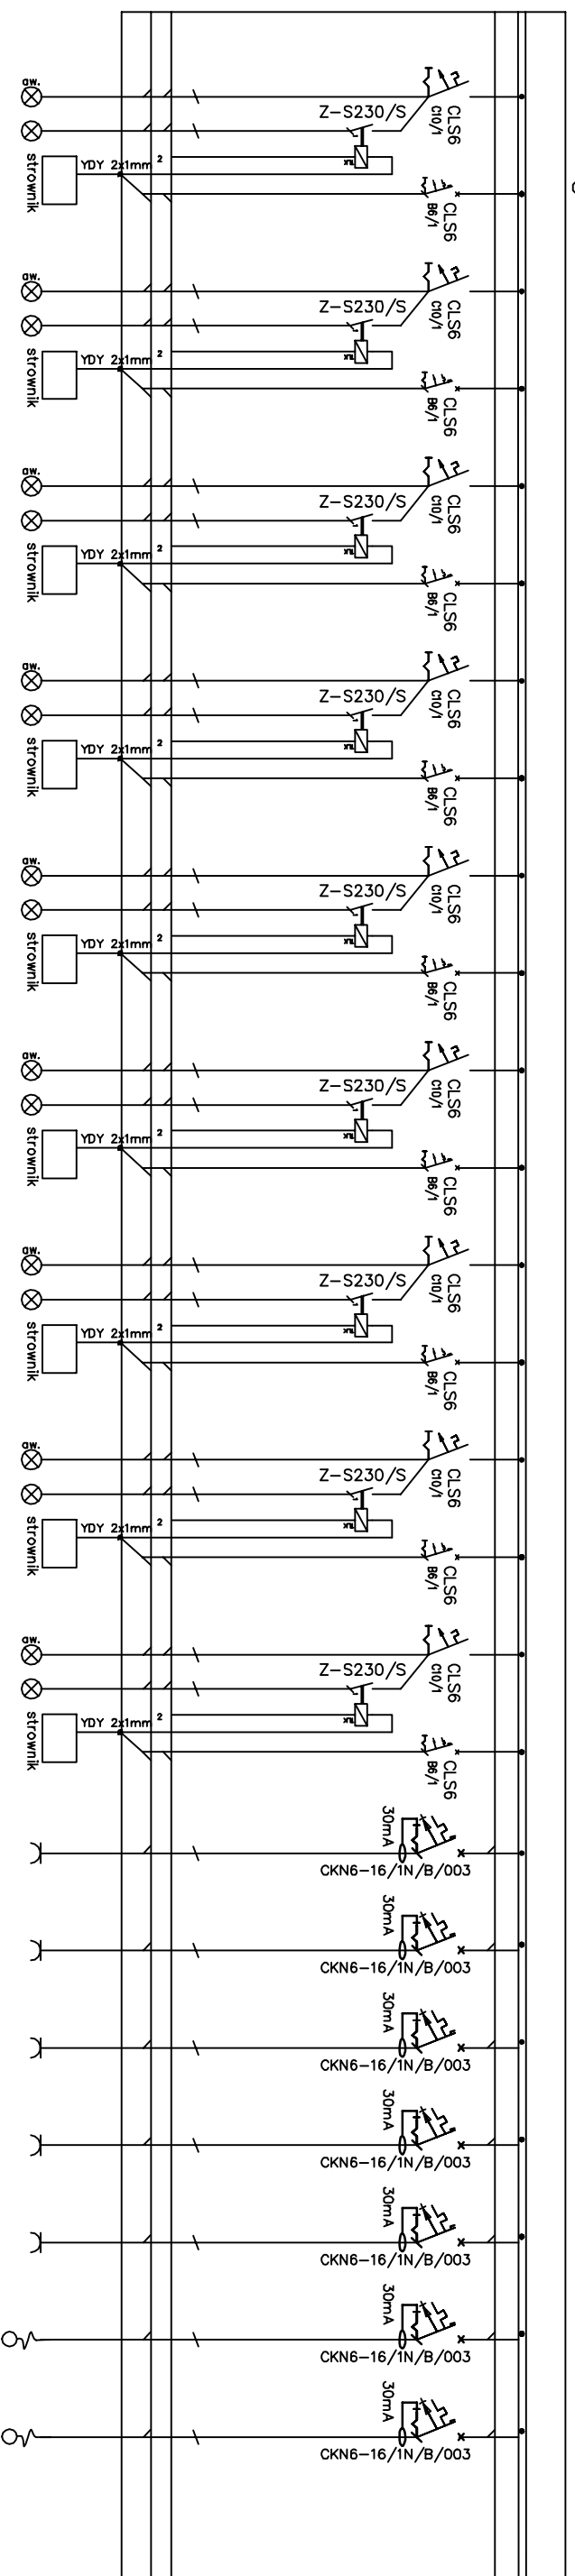 aw.
CLS6
C10/1
Z-S230/S
YDY 2x1mm 2
strownik
CLS6
B6/1
aw.
CLS6
C10/1
Z-S230/S
YDY 2x1mm 2
strownik
CLS6
B6/1
aw.
CLS6
C10/1
Z-S230/S
YDY 2x1mm 2
strownik
CLS6
B6/1
aw.
CLS6
C10/1
Z-S230/S
YDY 2x1mm 2
strownik
CLS6
B6/1
aw.
CLS6
C10/1
Z-S230/S
YDY 2x1mm 2
strownik
CLS6
B6/1
aw.
CLS6
C10/1
Z-S230/S
YDY 2x1mm 2
strownik
CLS6
B6/1
aw.
CLS6
C10/1
Z-S230/S
YDY 2x1mm 2
strownik
CLS6
B6/1
aw.
CLS6
C10/1
Z-S230/S
YDY 2x1mm 2
strownik
CLS6
B6/1
aw.
CLS6
C10/1
Z-S230/S
YDY 2x1mm 2
strownik
CLS6
B6/1
30mA
CKN6-16/1N/B/003
30mA
CKN6-16/1N/B/003
30mA
CKN6-16/1N/B/003
30mA
CKN6-16/1N/B/003
30mA
CKN6-16/1N/B/003
30mA
CKN6-16/1N/B/003
30mA
CKN6-16/1N/B/003